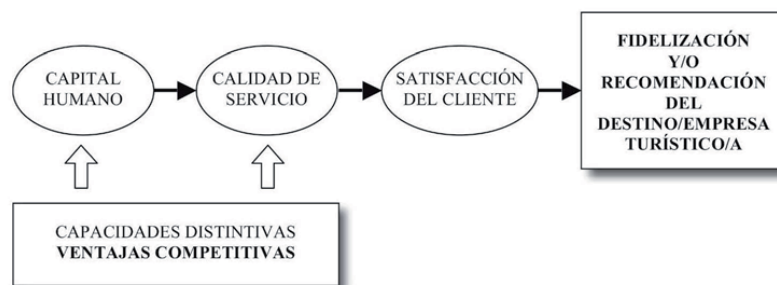 CAPITAL
HUMANO
CALIDAD DE
SERVICIO
SATISFACCIÓN
DEL CLIENTE
FIDELIZACIÓN
Y/O
RECOMENDACIÓN
DEL
DESTINO/EMPRESA
TURÍSTICO/A
CAPACIDADES DISTINTIVAS
VENTAJAS COMPETITIVAS